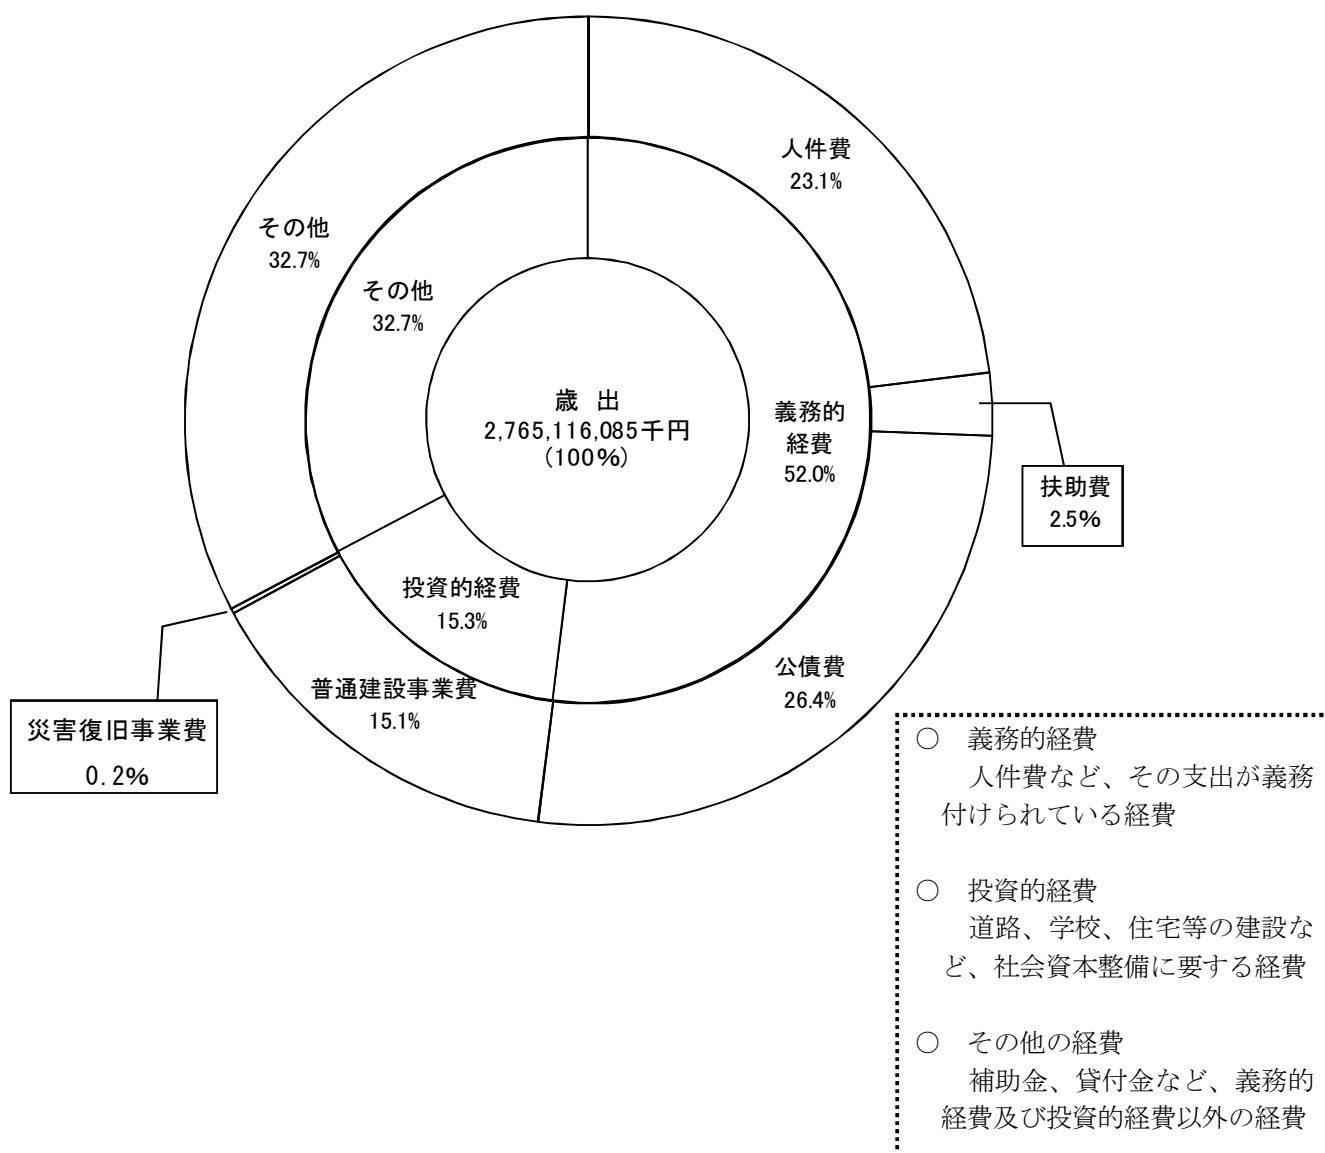 人件費
23.1%
その他
32.7%
その他
32.7%
歳 出
2,765,116,085千円
(100%)
義務的
経費
52.0%
扶助費
2.5%
投資的経費
15.3%
公債費
26.4%
普通建設事業費
15.1%
災害復旧事業費
0.2%
○ 義務的経費
人件費など、その支出が義務
付けられている経費
○ 投資的経費
道路、学校、住宅等の建設な
ど、社会資本整備に要する経費
○ その他の経費
補助金、貸付金など、義務的
経費及び投資的経費以外の経費